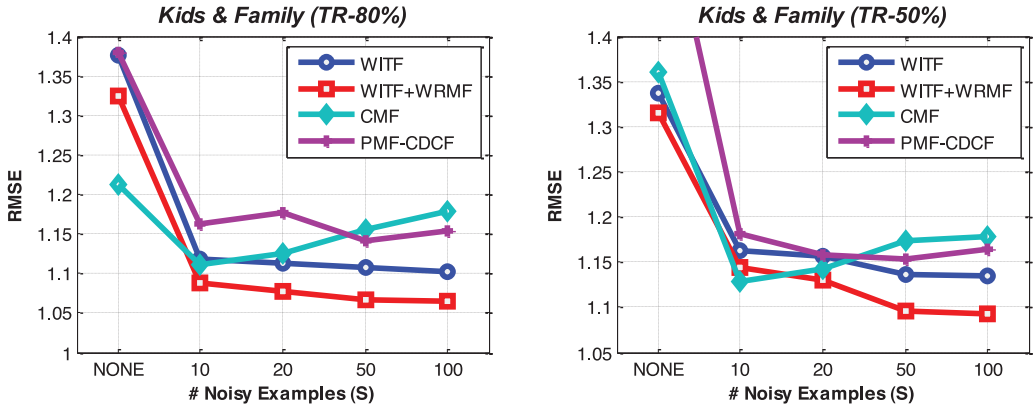 Kids & Family (TR-80%)
1.4
1.35
1.3
1.25
1.2
1.15
1.1
1.05
1
RMSE
WITF
WITF+WRMF
CMF
PMF-CDCF
NONE 10 20 50 100
# Noisy Examples (S)
Kids & Family (TR-50%)
1.4
1.35
1.3
1.25
1.2
1.15
1.1
1.05
RMSE
WITF
WITF+WRMF
CMF
PMF-CDCF
NONE 10 20 50 100
# Noisy Examples (S)